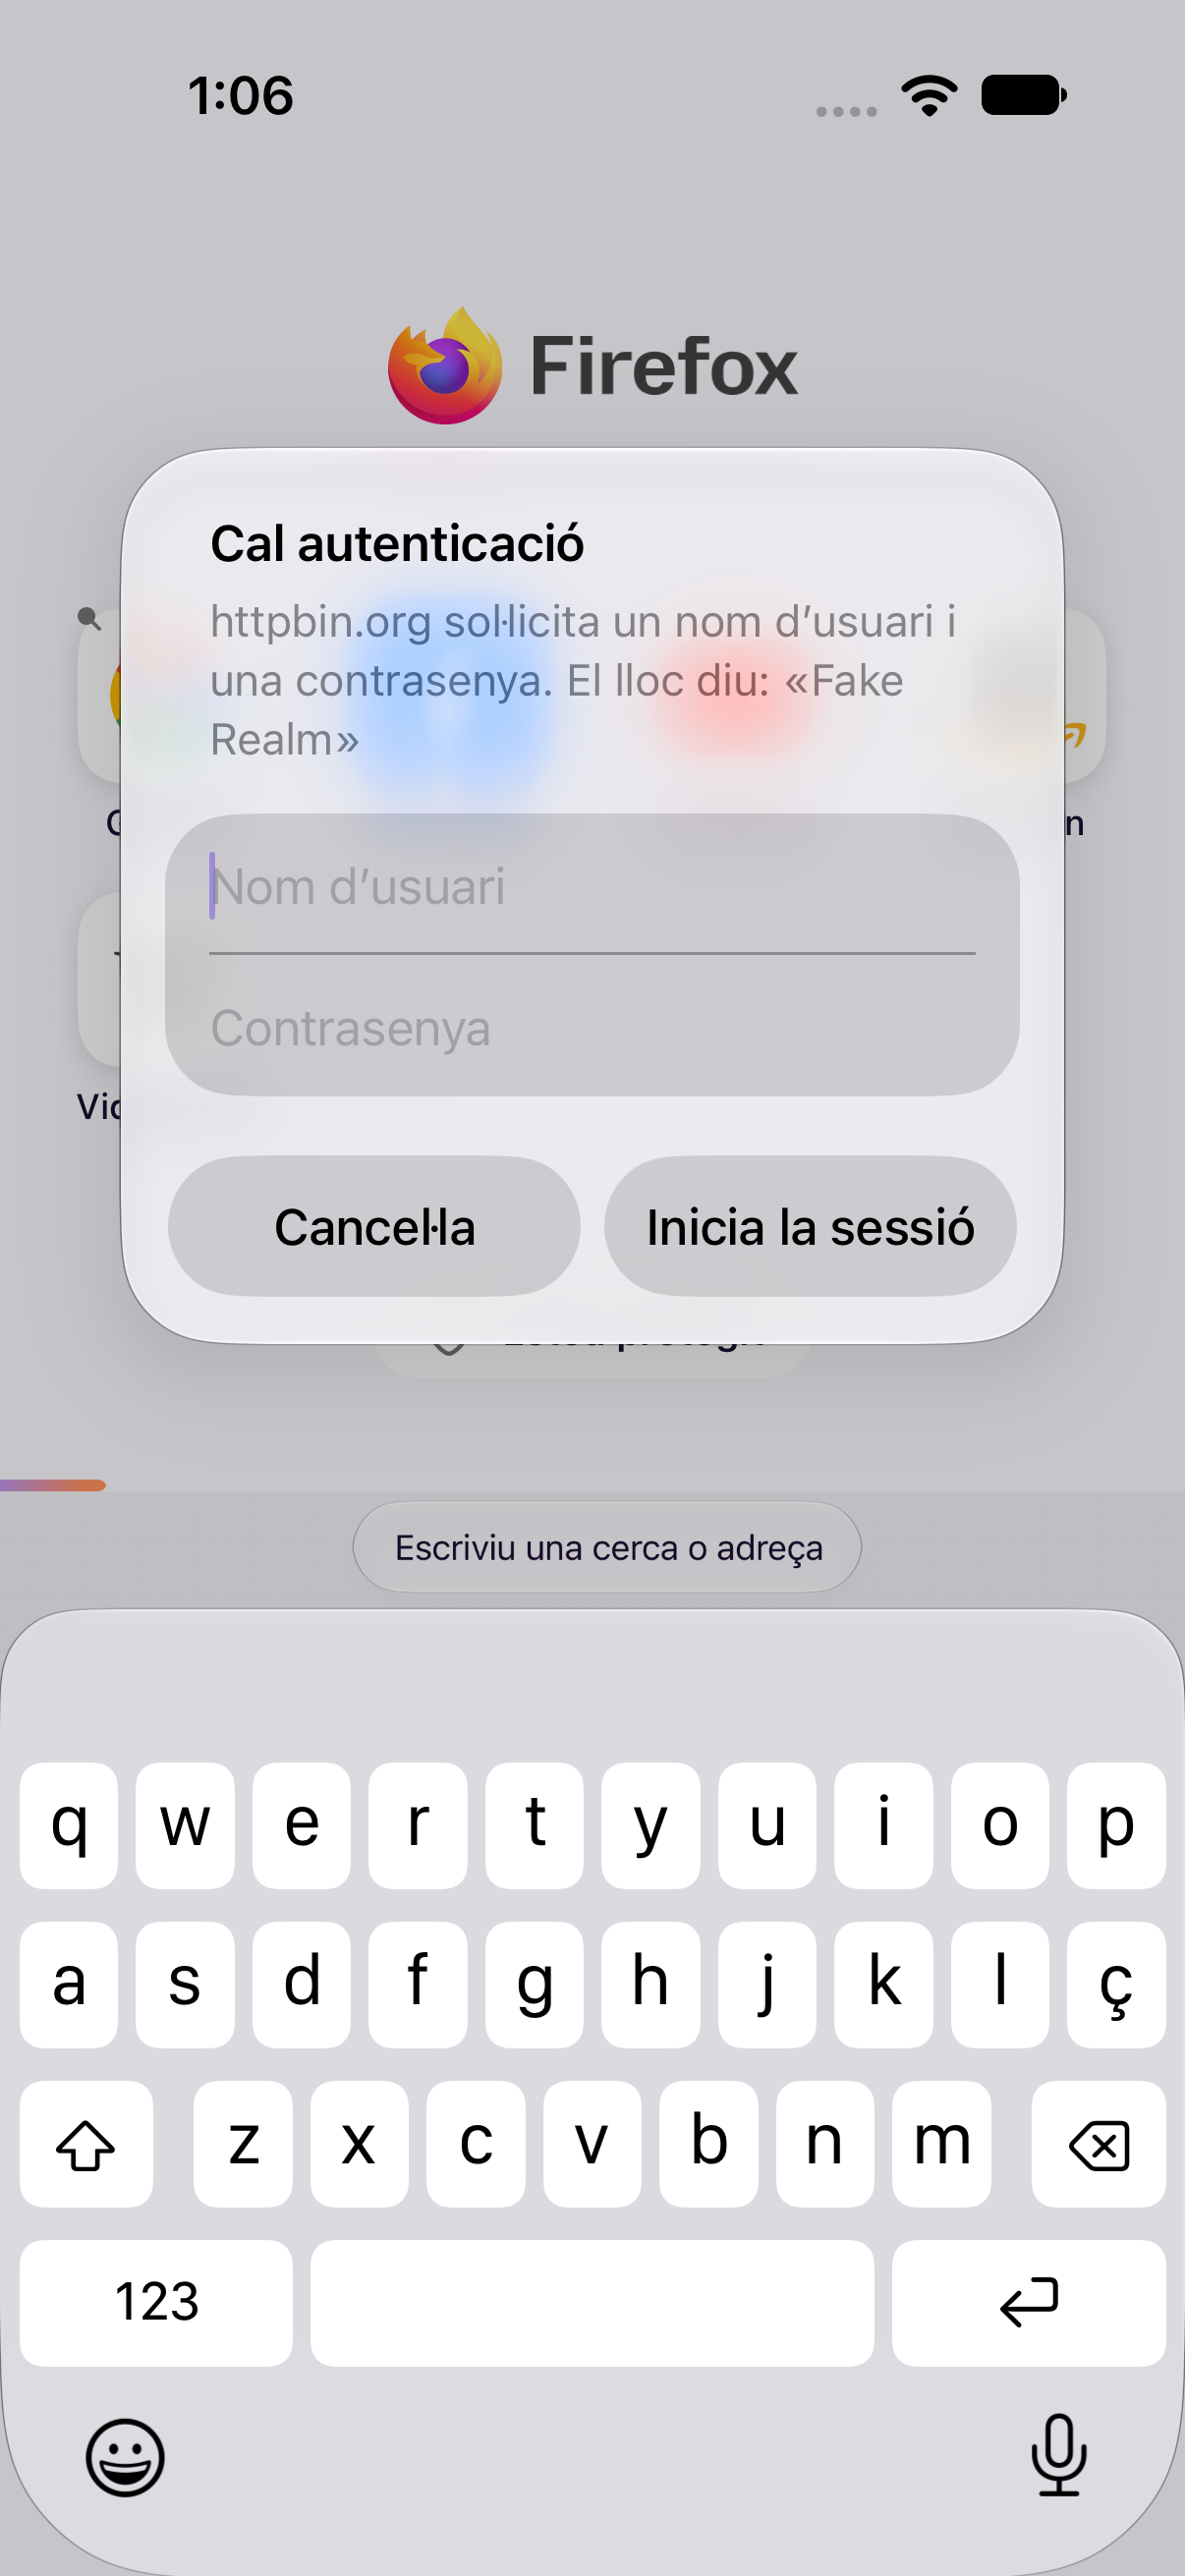 1:06
Firefox
Cal autenticació
httpbin.org sol·licita un nom d’usuari i
una contrasenya. El lloc diu: «Fake
Realm»
Nom d’usuari
Contrasenya
Cancel·la
Inicia la sessió
Escriviu una cerca o adreça
q w e r t y u i o p
a s d f g h j k l ç
z x c v b n m
123